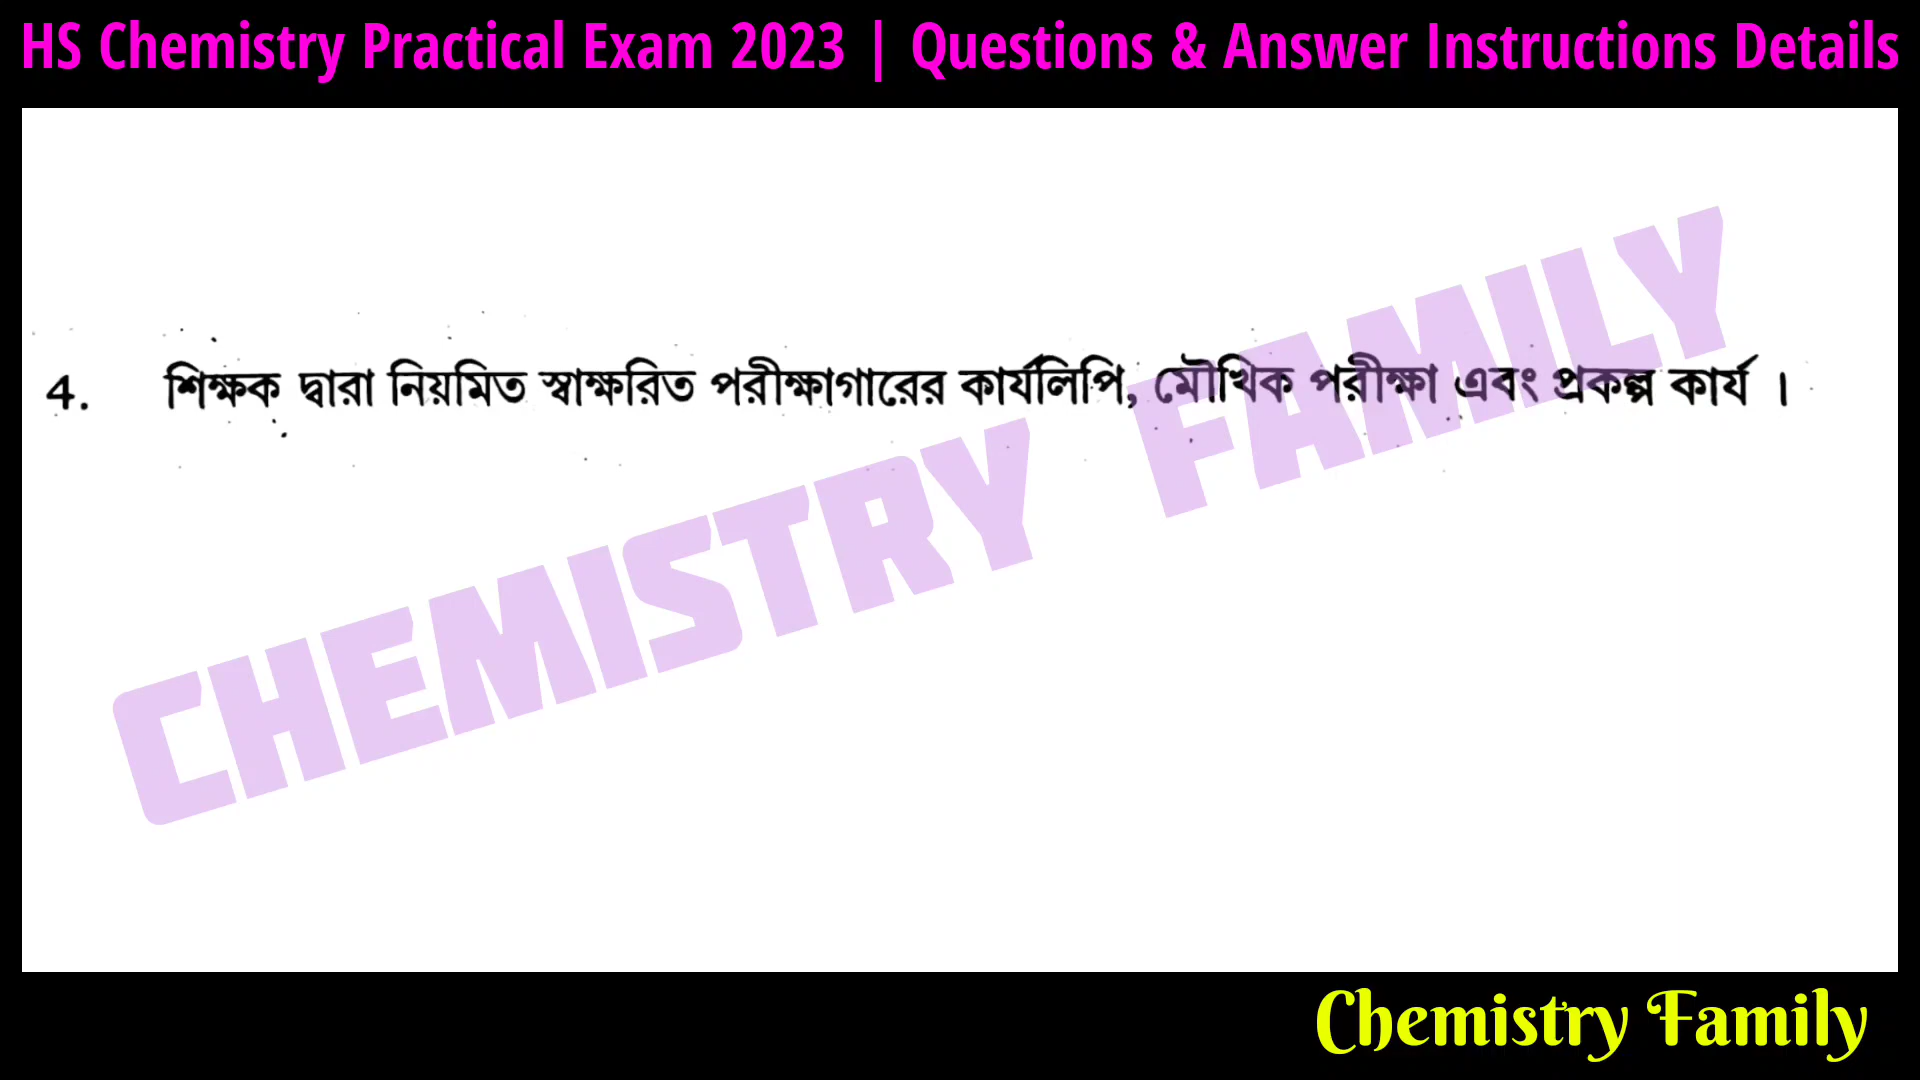 HS Chemistry Practical Exam 2023 | Questions & Answer Instructions Details
4. শিক্ষক দ্বারা নিয়মিত স্বাক্ষরিত পরীক্ষাগারের কার্যলিপি, মৌখিক পরীক্ষা এবং প্রকল্প কার্য ।
CHEMISTRY FAMILY
Chemistry Family